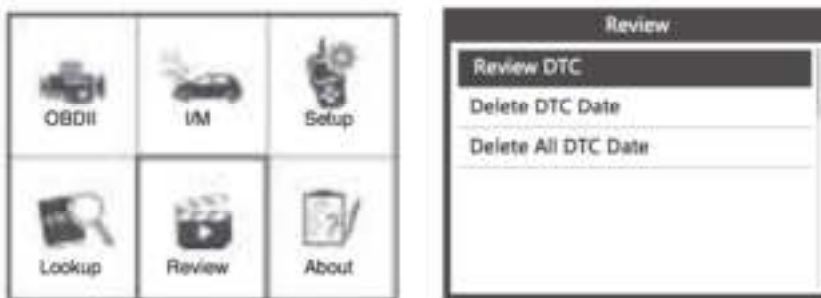 OBDII I/M Setup
Lookup Review About
Review
Review DTC
Delete DTC Date
Delete All DTC Date